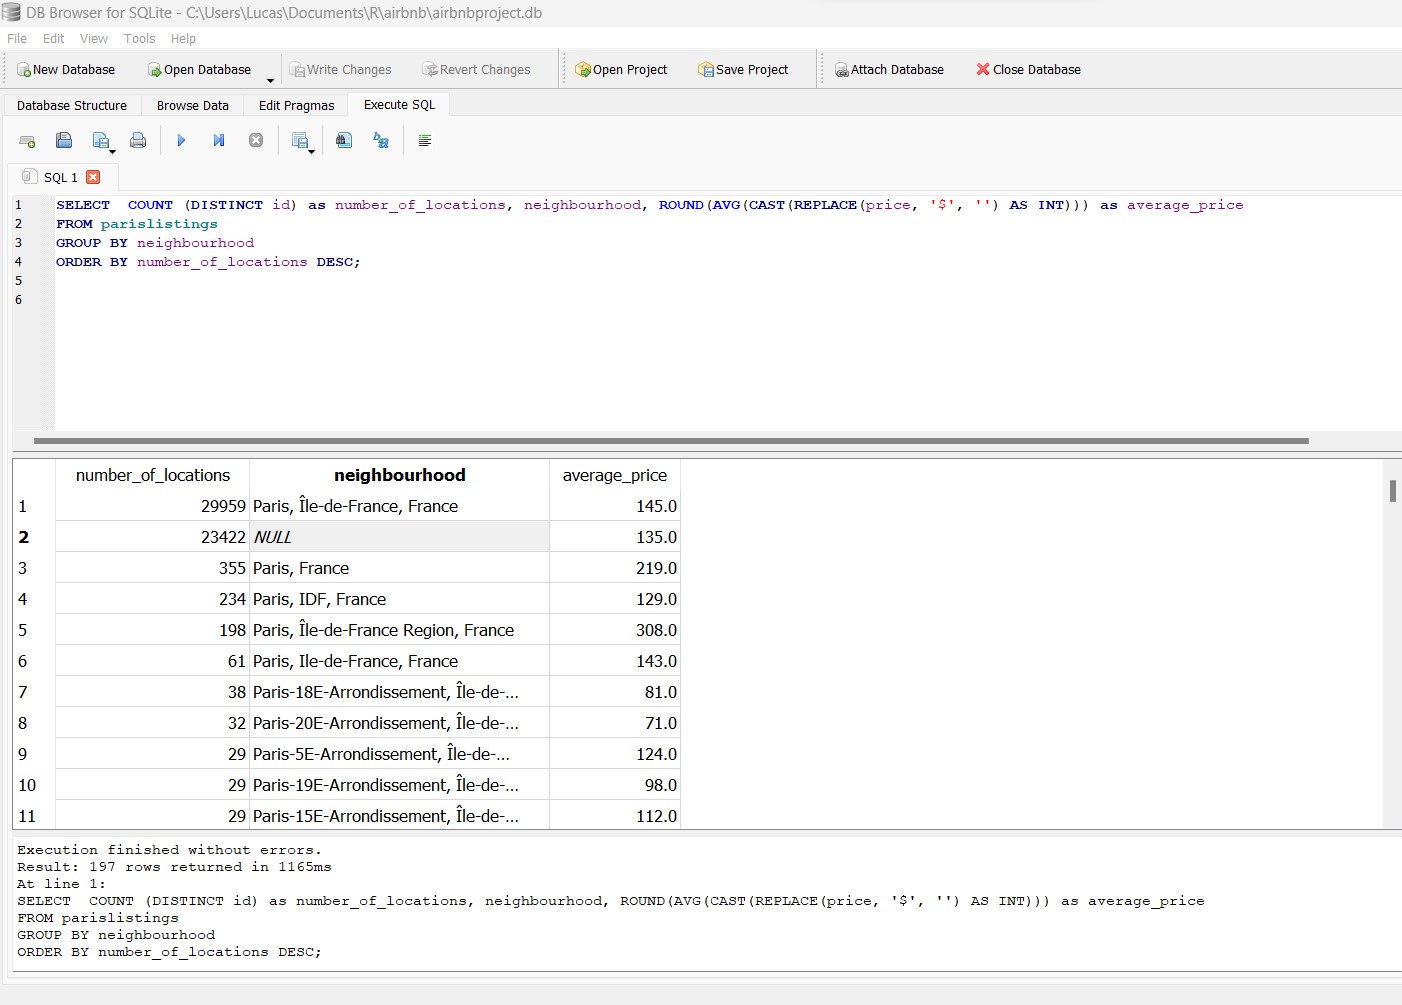 DB Browser for SQLite - C:\Users\Lucas\Documents\R\airbnb\airbnbproject.db
File Edit View Tools Help
New Database Open Database Write Changes Revert Changes Open Project Save Project Attach Database Close Database
Database Structure Browse Data Edit Pragmas Execute SQL
SQL 1
1 SELECT  COUNT (DISTINCT id) as number_of_locations, neighbourhood, ROUND(AVG(CAST(REPLACE(price, '$', '') AS INT))) as average_price
2 FROM parislistings
3 GROUP BY neighbourhood
4 ORDER BY number_of_locations DESC;
5
6
number_of_locations neighbourhood average_price
1 29959 Paris, Île-de-France, France 145.0
2 23422 NULL 135.0
3 355 Paris, France 219.0
4 234 Paris, IDF, France 129.0
5 198 Paris, Île-de-France Region, France 308.0
6 61 Paris, Ile-de-France, France 143.0
7 38 Paris-18E-Arrondissement, Île-de-... 81.0
8 32 Paris-20E-Arrondissement, Île-de-... 71.0
9 29 Paris-5E-Arrondissement, Île-de-... 124.0
10 29 Paris-19E-Arrondissement, Île-de-... 98.0
11 29 Paris-15E-Arrondissement, Île-de-... 112.0
Execution finished without errors.
Result: 197 rows returned in 1165ms
At line 1:
SELECT  COUNT (DISTINCT id) as number_of_locations, neighbourhood, ROUND(AVG(CAST(REPLACE(price, '$', '') AS INT))) as average_price
FROM parislistings
GROUP BY neighbourhood
ORDER BY number_of_locations DESC;